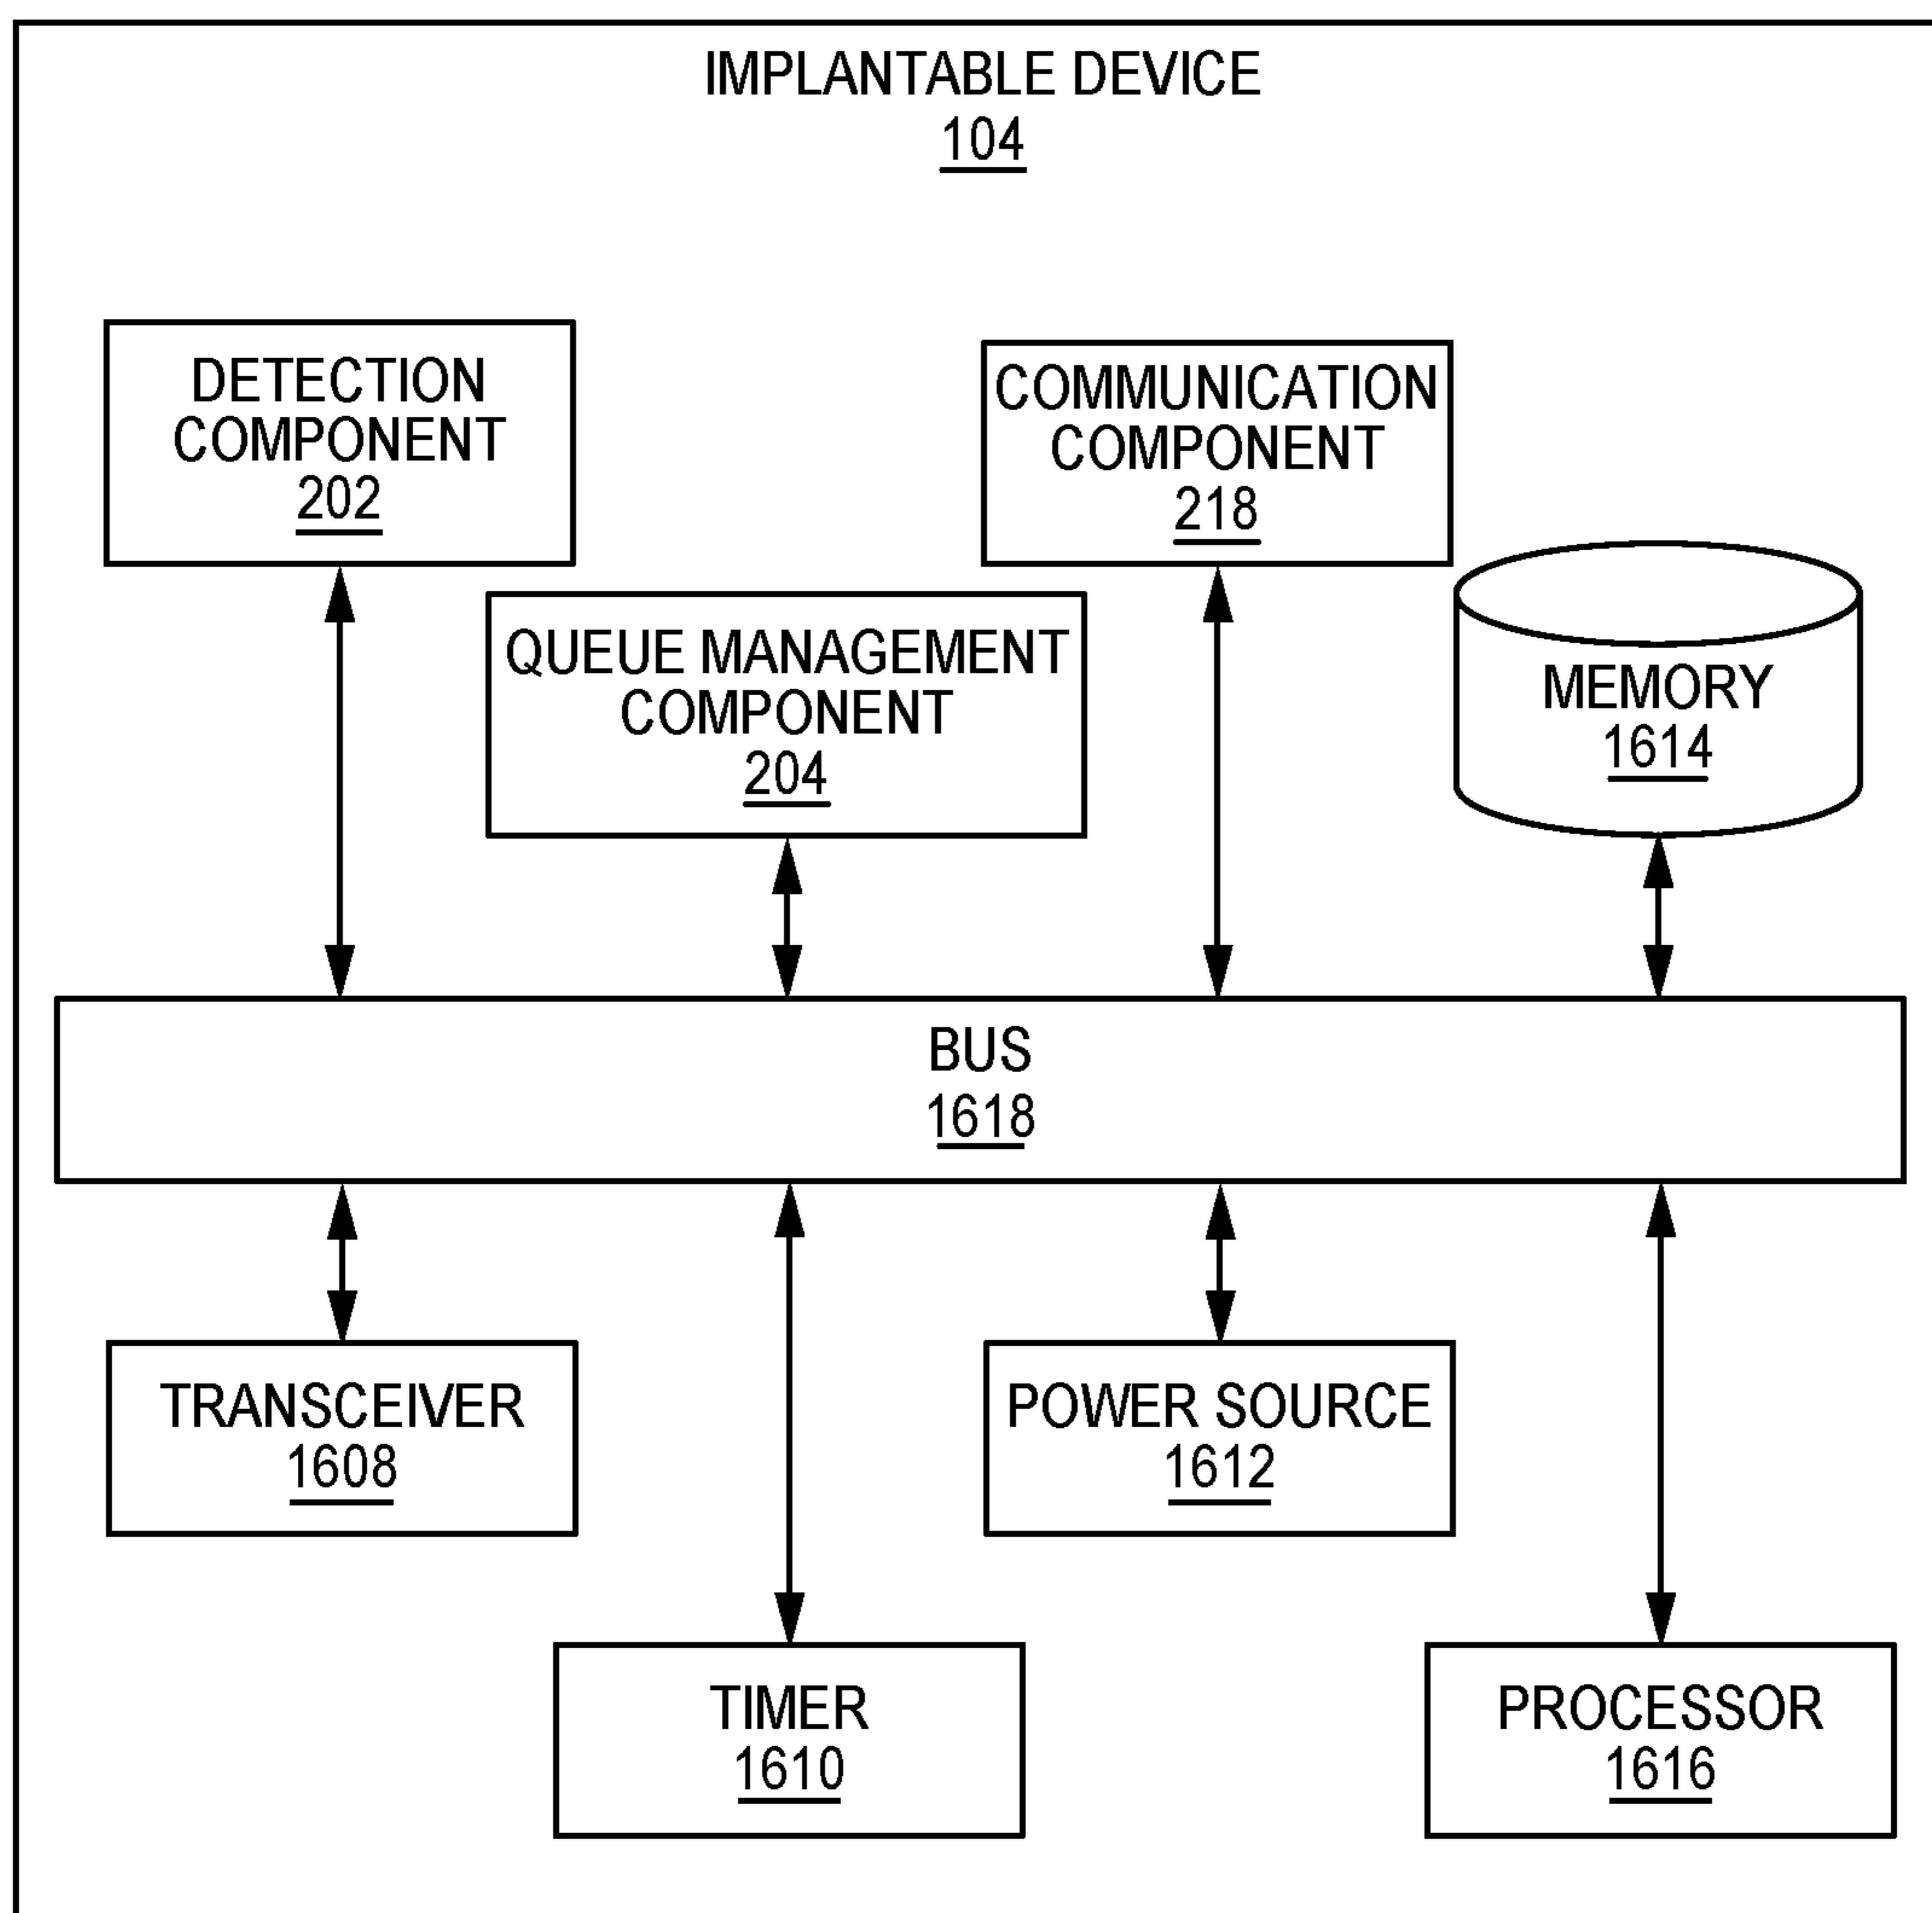 IMPLANTABLE DEVICE
104
DETECTION
COMPONENT
202
COMMUNICATION
COMPONENT
218
QUEUE MANAGEMENT
COMPONENT
204
MEMORY
1614
BUS
1618
TRANSCEIVER
1608
POWER SOURCE
1612
TIMER
1610
PROCESSOR
1616